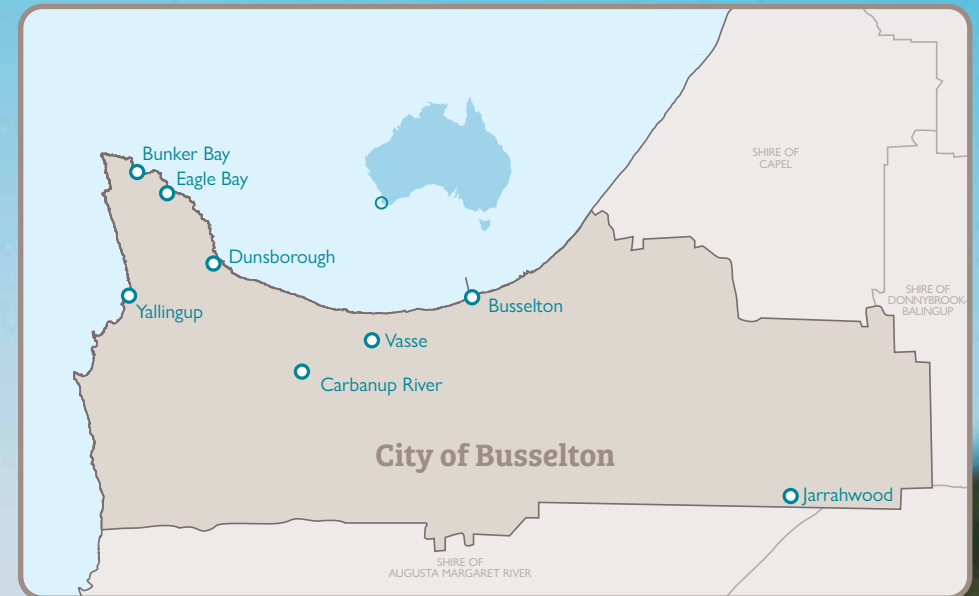 Bunker Bay
Eagle Bay
SHIRE OF
CAPEL
Dunsborough
Yallingup
Busselton
SHIRE OF
DONNYBROOK-
BALINGUP
Vasse
Carbanup River
City of Busselton
Jarrahwood
SHIRE OF
AUGUSTA MARGARET RIVER